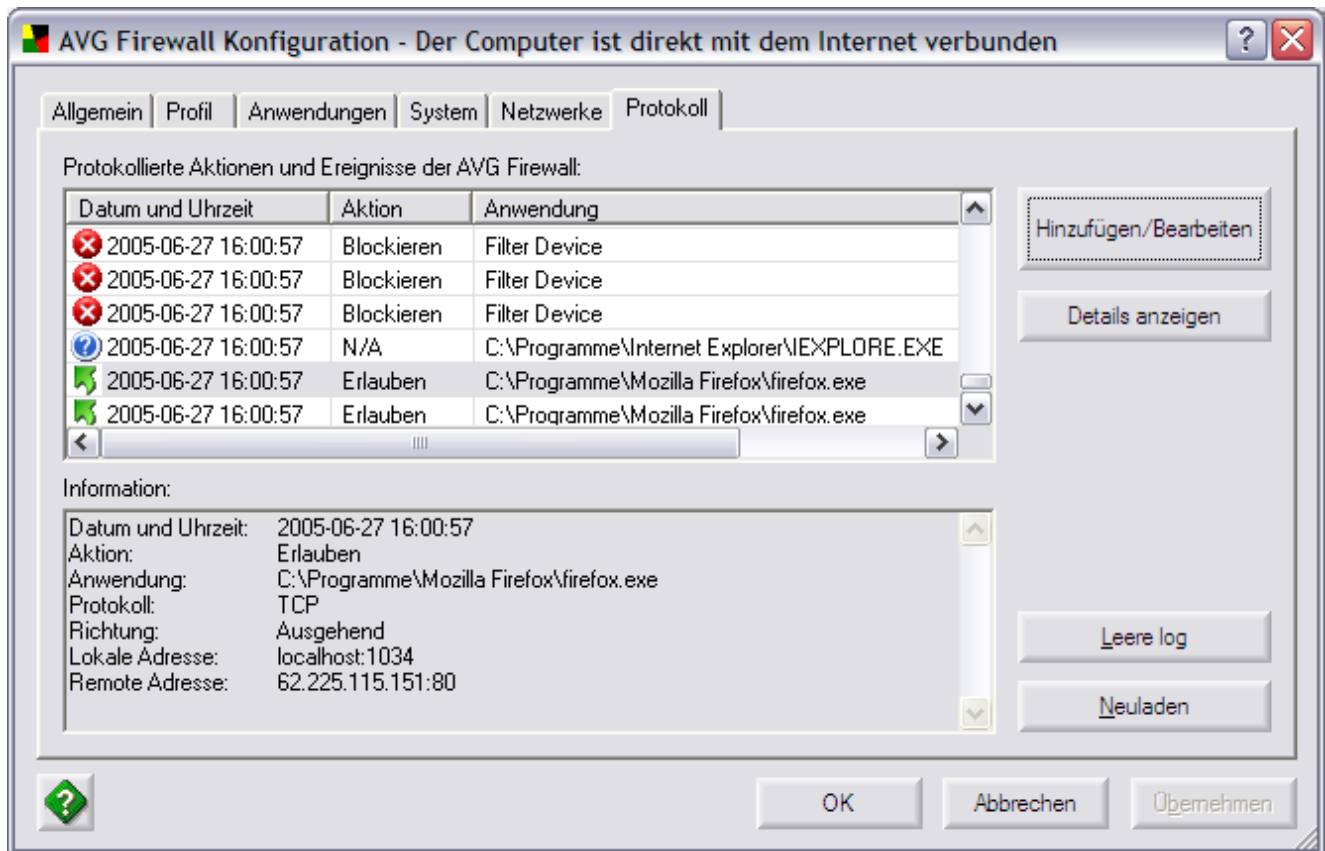 AVG Firewall Konfiguration - Der Computer ist direkt mit dem Internet verbunden
Allgemein Profil Anwendungen System Netzwerke Protokoll
Protokollierte Aktionen und Ereignisse der AVG Firewall:
Datum und Uhrzeit Aktion Anwendung
2005-06-27 16:00:57 Blockieren Filter Device
2005-06-27 16:00:57 Blockieren Filter Device
2005-06-27 16:00:57 Blockieren Filter Device
2005-06-27 16:00:57 N/A C:\Programme\Internet Explorer\IEXPLORE.EXE
2005-06-27 16:00:57 Erlauben C:\Programme\Mozilla Firefox\firefox.exe
2005-06-27 16:00:57 Erlauben C:\Programme\Mozilla Firefox\firefox.exe
Hinzufügen/Bearbeiten
Details anzeigen
Information:
Datum und Uhrzeit: 2005-06-27 16:00:57
Aktion: Erlauben
Anwendung: C:\Programme\Mozilla Firefox\firefox.exe
Protokoll: TCP
Richtung: Ausgehend
Lokale Adresse: localhost:1034
Remote Adresse: 62.225.115.151:80
Leere log
Neuladen
OK Abbrechen Übernehmen